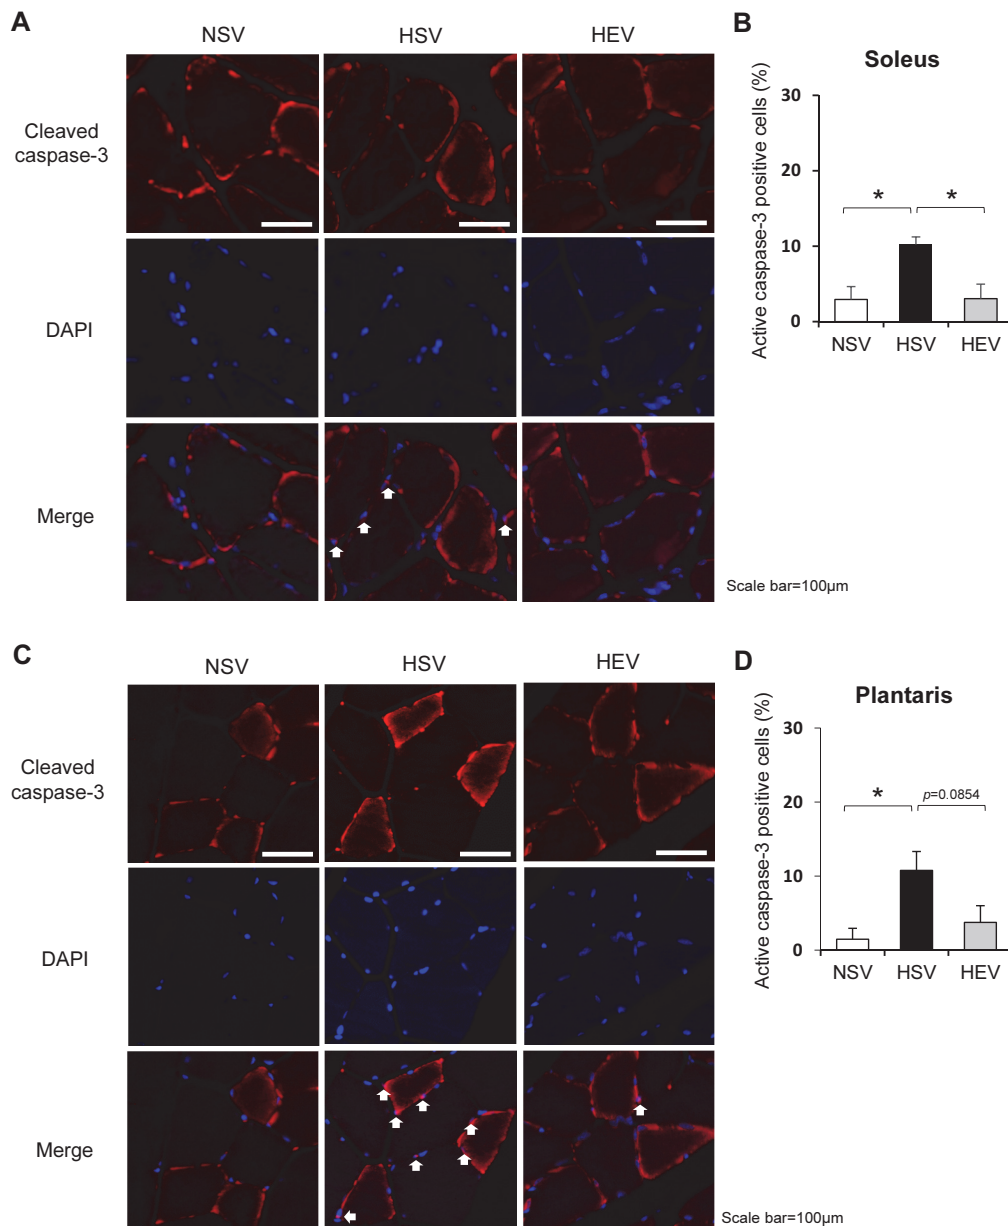 A
NSV
HSV
HEV
Cleaved
caspase-3
DAPI
Merge
Scale bar=100μm
B
Soleus
Active caspase-3 positive cells (%)
30
20
10
0
*
*
NSV
HSV
HEV
C
NSV
HSV
HEV
Cleaved
caspase-3
DAPI
Merge
Scale bar=100μm
D
Plantaris
Active caspase-3 positive cells (%)
30
20
10
0
*
p=0.0854
NSV
HSV
HEV